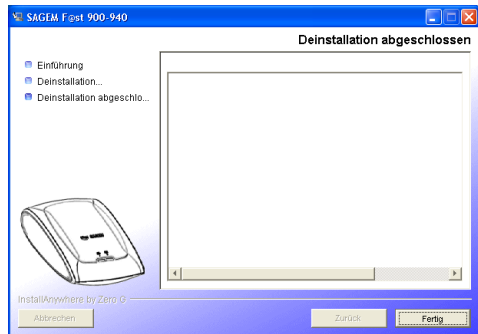 SAGEM F@st 900-940
Deinstallation abgeschlossen
Einführung
Deinstallation...
Deinstallation abgeschlo...
InstallAnywhere by Zero G
Abbrechen
Zurück
Fertig